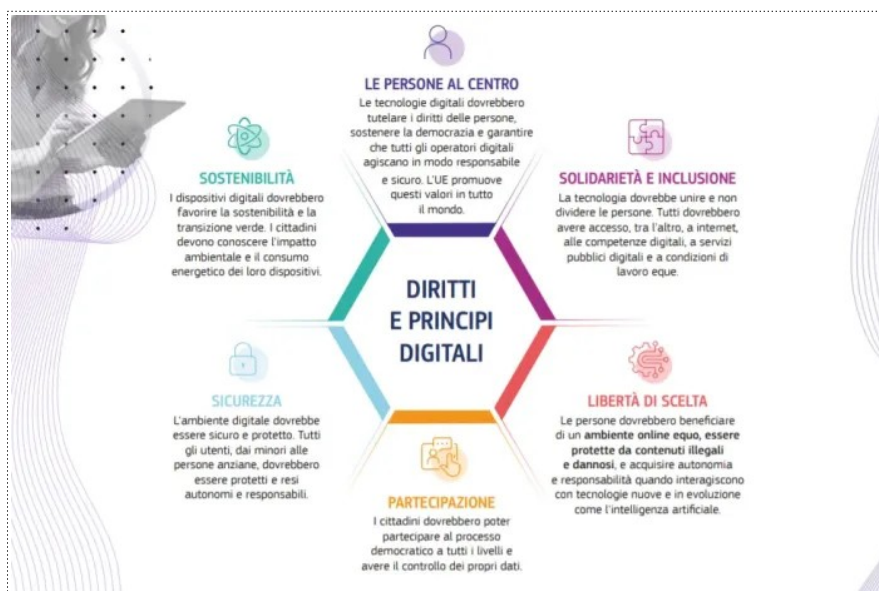 LE PERSONE AL CENTRO
Le tecnologie digitali dovrebbero
tutelare i diritti delle persone,
sostenere la democrazia e garantire
che tutti gli operatori digitali
agiscano in modo responsabile
e sicuro. L'UE promuove
questi valori in tutto
il mondo.
SOSTENIBILITÀ
I dispositivi digitali dovrebbero
favorire la sostenibilità e la
transizione verde. I cittadini
devono conoscere l'impatto
ambientale e il consumo
energetico dei loro dispositivi.
SOLIDARIETÀ E INCLUSIONE
La tecnologia dovrebbe unire e non
dividere le persone. Tutti dovrebbero
avere accesso, tra l'altro, a internet,
alle competenze digitali, a servizi
pubblici digitali e a condizioni di
lavoro eque.
DIRITTI
E PRINCIPI
DIGITALI
SICUREZZA
L'ambiente digitale dovrebbe
essere sicuro e protetto. Tutti
gli utenti, dai minori alle
persone anziane, dovrebbero
essere protetti e resi
autonomi e responsabili.
LIBERTÀ DI SCELTA
Le persone dovrebbero beneficiare
di un ambiente online equo, essere
protette da contenuti illegali
e dannosi, e acquisire autonomia
e responsabilità quando interagiscono
con tecnologie nuove e in evoluzione
come l'intelligenza artificiale.
PARTECIPAZIONE
I cittadini dovrebbero poter
partecipare al processo
democratico a tutti i livelli e
avere il controllo dei propri dati.